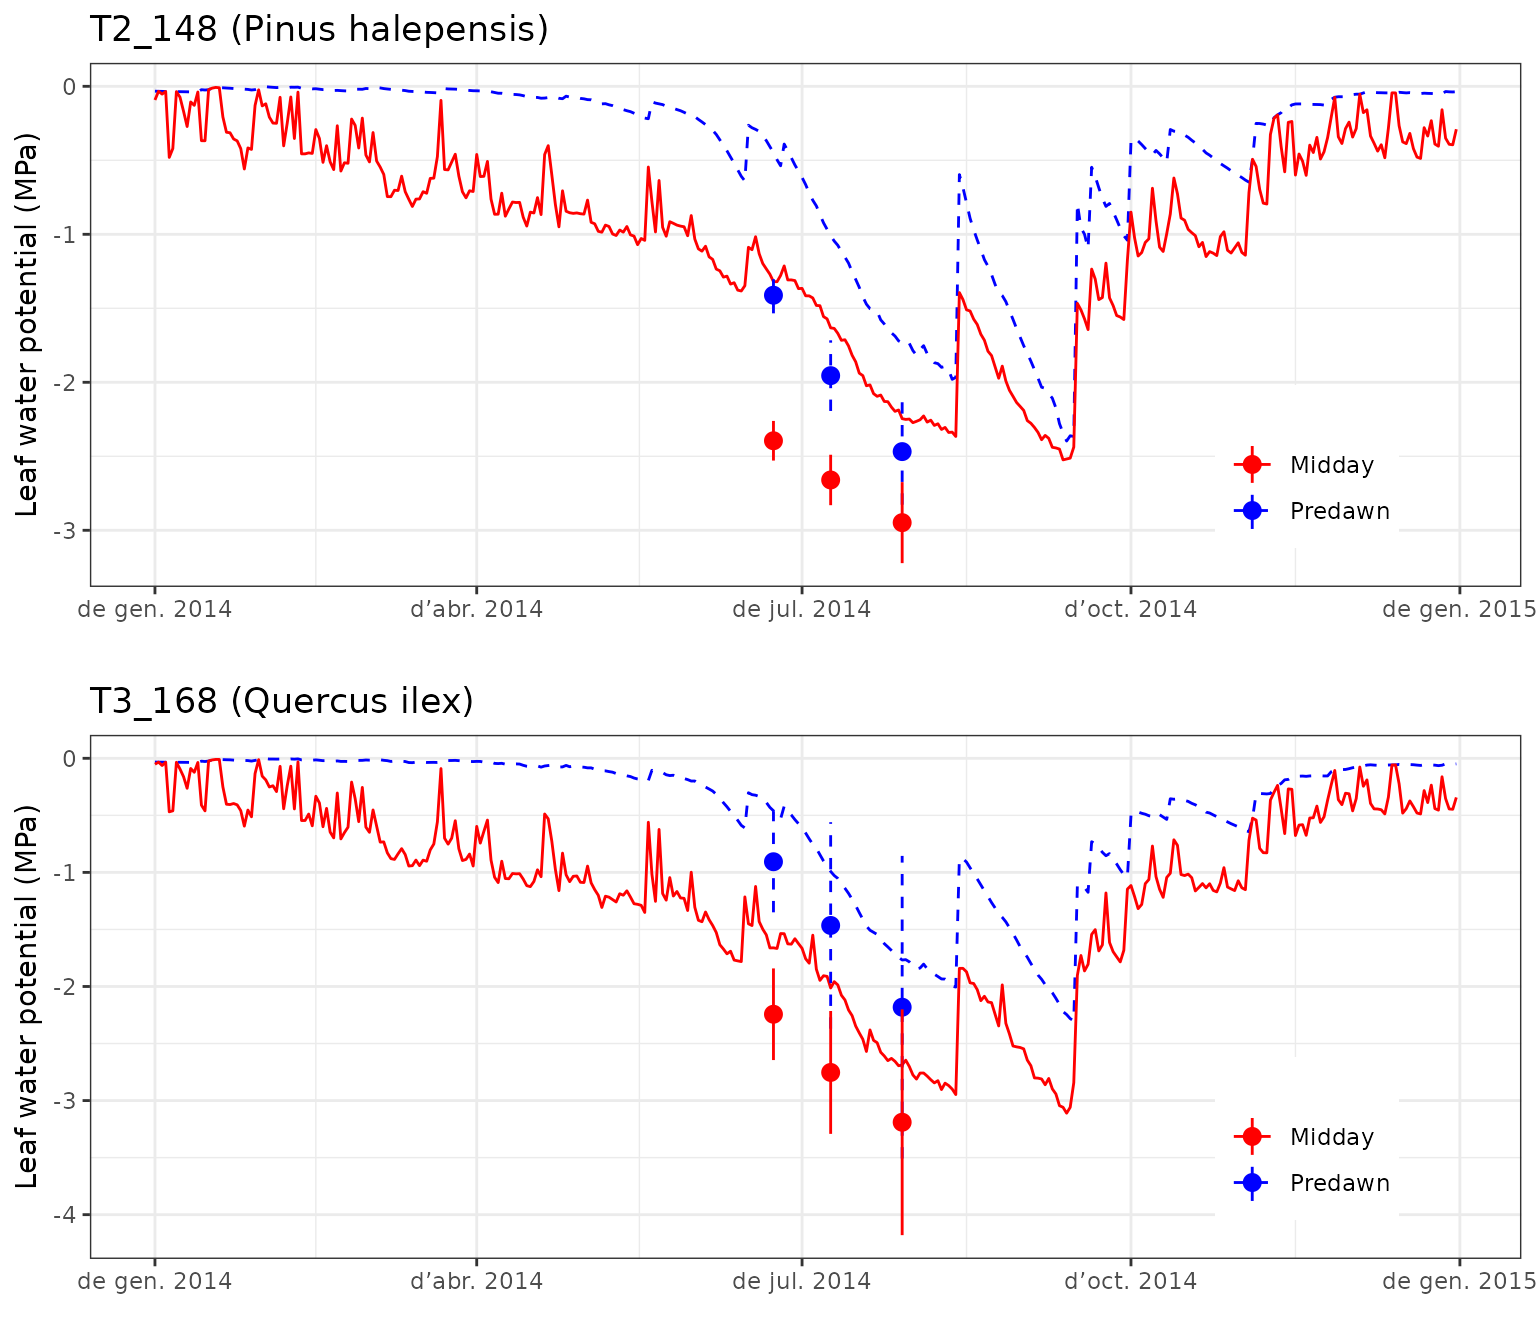 T2_148 (Pinus halepensis)
Leaf water potential (MPa)
0
-1
-2
-3
Midday
Predawn
de gen. 2014
d’abr. 2014
de jul. 2014
d’oct. 2014
de gen. 2015
T3_168 (Quercus ilex)
Leaf water potential (MPa)
0
-1
-2
-3
-4
Midday
Predawn
de gen. 2014
d’abr. 2014
de jul. 2014
d’oct. 2014
de gen. 2015